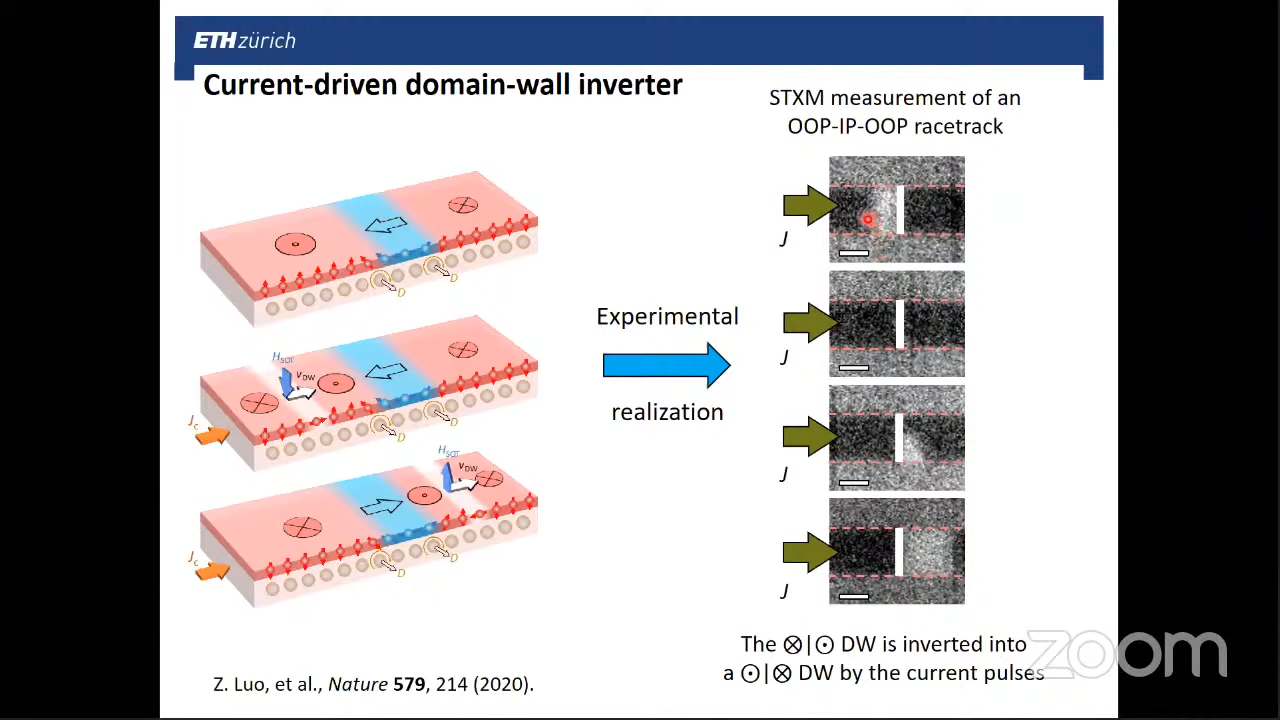 ETH zürich
Current-driven domain-wall inverter
STXM measurement of an
OOP-IP-OOP racetrack
D
D
J
H_SOT
v_DW
J_c
D
D
J
Experimental
realization
H_SOT
v_DW
J_c
D
D
J
J
The ⊗|⊙ DW is inverted into
a ⊙|⊗ DW by the current pulses
Z. Luo, et al., Nature 579, 214 (2020).
zoom